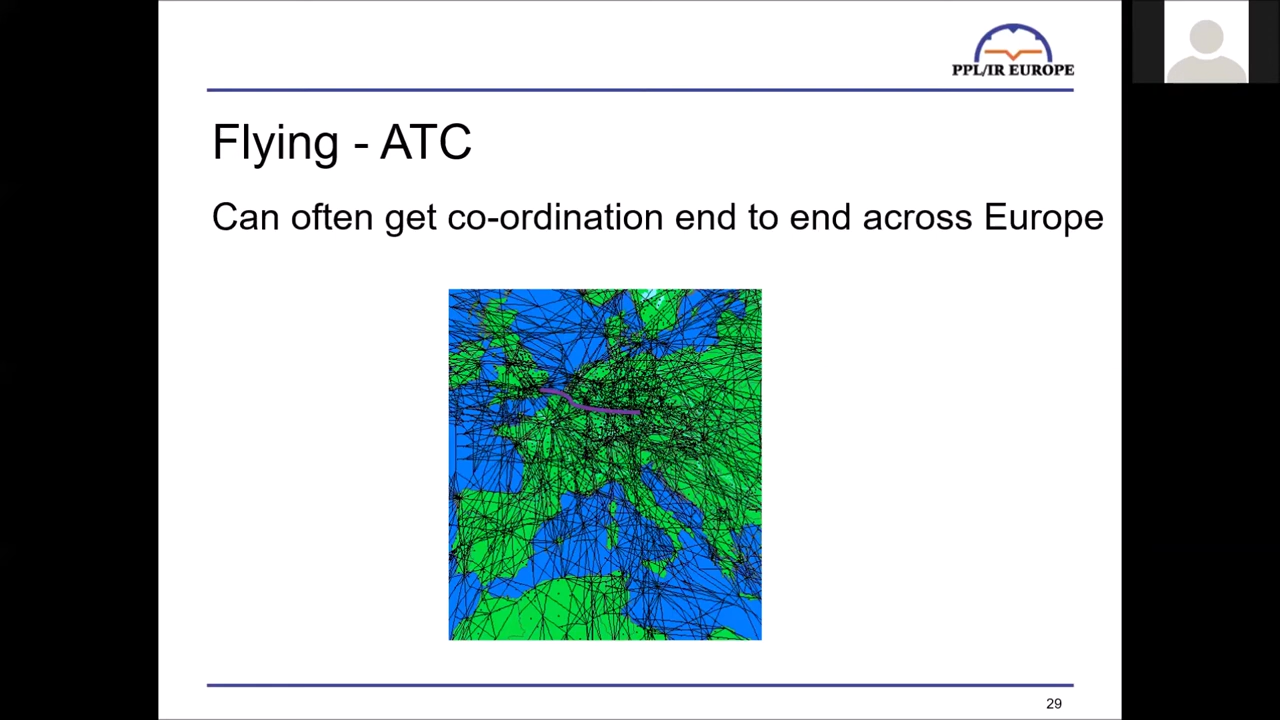 PPL/IR EUROPE
Flying - ATC
Can often get co-ordination end to end across Europe
29